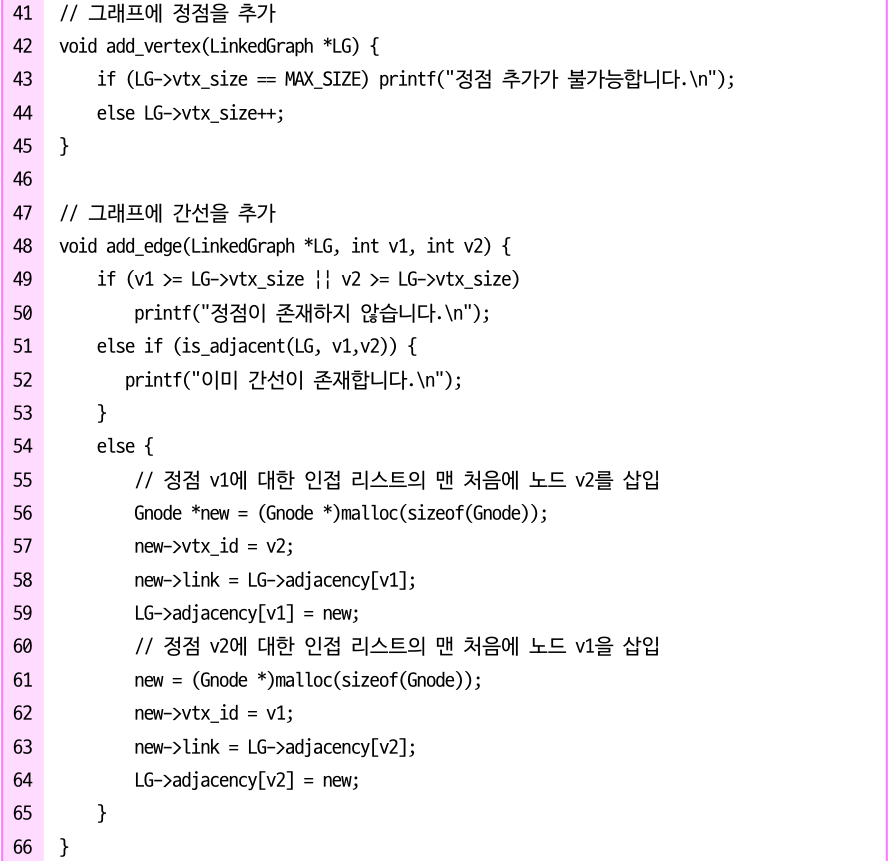 41 // 그래프에 정점을 추가
42 void add_vertex(LinkedGraph *LG) {
43     if (LG->vtx_size == MAX_SIZE) printf("정점 추가가 불가능합니다.\n");
44     else LG->vtx_size++;
45 }
46
47 // 그래프에 간선을 추가
48 void add_edge(LinkedGraph *LG, int v1, int v2) {
49     if (v1 >= LG->vtx_size || v2 >= LG->vtx_size)
50         printf("정점이 존재하지 않습니다.\n");
51     else if (is_adjacent(LG, v1,v2)) {
52        printf("이미 간선이 존재합니다.\n");
53     }
54     else {
55         // 정점 v1에 대한 인접 리스트의 맨 처음에 노드 v2를 삽입
56         Gnode *new = (Gnode *)malloc(sizeof(Gnode));
57         new->vtx_id = v2;
58         new->link = LG->adjacency[v1];
59         LG->adjacency[v1] = new;
60         // 정점 v2에 대한 인접 리스트의 맨 처음에 노드 v1을 삽입
61         new = (Gnode *)malloc(sizeof(Gnode));
62         new->vtx_id = v1;
63         new->link = LG->adjacency[v2];
64         LG->adjacency[v2] = new;
65     }
66 }